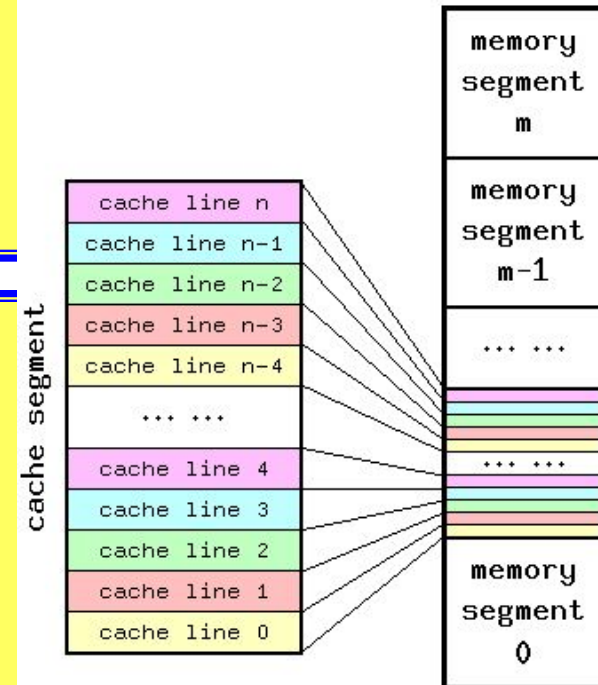 memory
segment
m
memory
segment
m-1
... ...
... ...
memory
segment
0
cache segment
cache line n
cache line n-1
cache line n-2
cache line n-3
cache line n-4
... ...
cache line 4
cache line 3
cache line 2
cache line 1
cache line 0